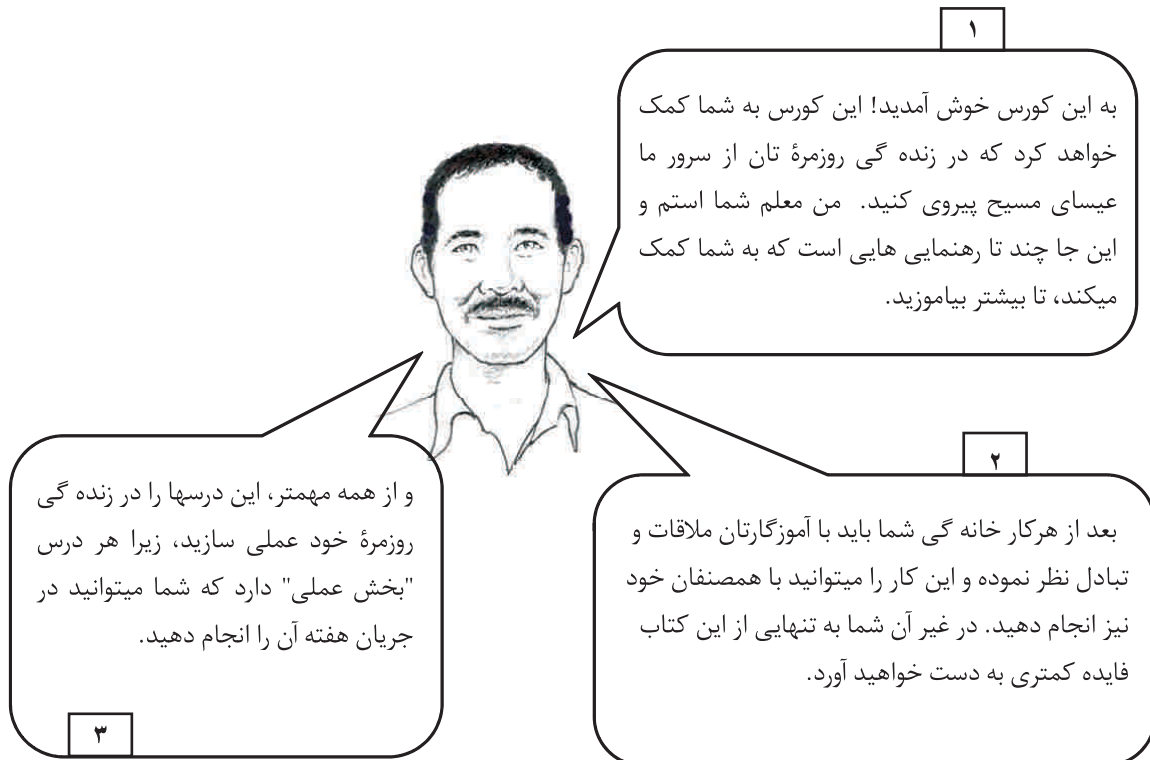 ۱
به این کورس خوش آمدید! این کورس به شما کمک
خواهد کرد که در زنده گی روزمرۀ تان از سرور ما
عیسای مسیح پیروی کنید. من معلم شما استم و
این جا چند تا رهنمایی هایی است که به شما کمک
میکند، تا بیشتر بیاموزید.
۲
بعد از هرکار خانه گی شما باید با آموزگارتان ملاقات و
تبادل نظر نموده و این کار را میتوانید با همصنفان خود
نیز انجام دهید. در غیر آن شما به تنهایی از این کتاب
فایده کمتری به دست خواهید آورد.
و از همه مهمتر، این درسها را در زنده گی
روزمرۀ خود عملی سازید، زیرا هر درس
"بخش عملی" دارد که شما میتوانید در
جریان هفته آن را انجام دهید.
۳